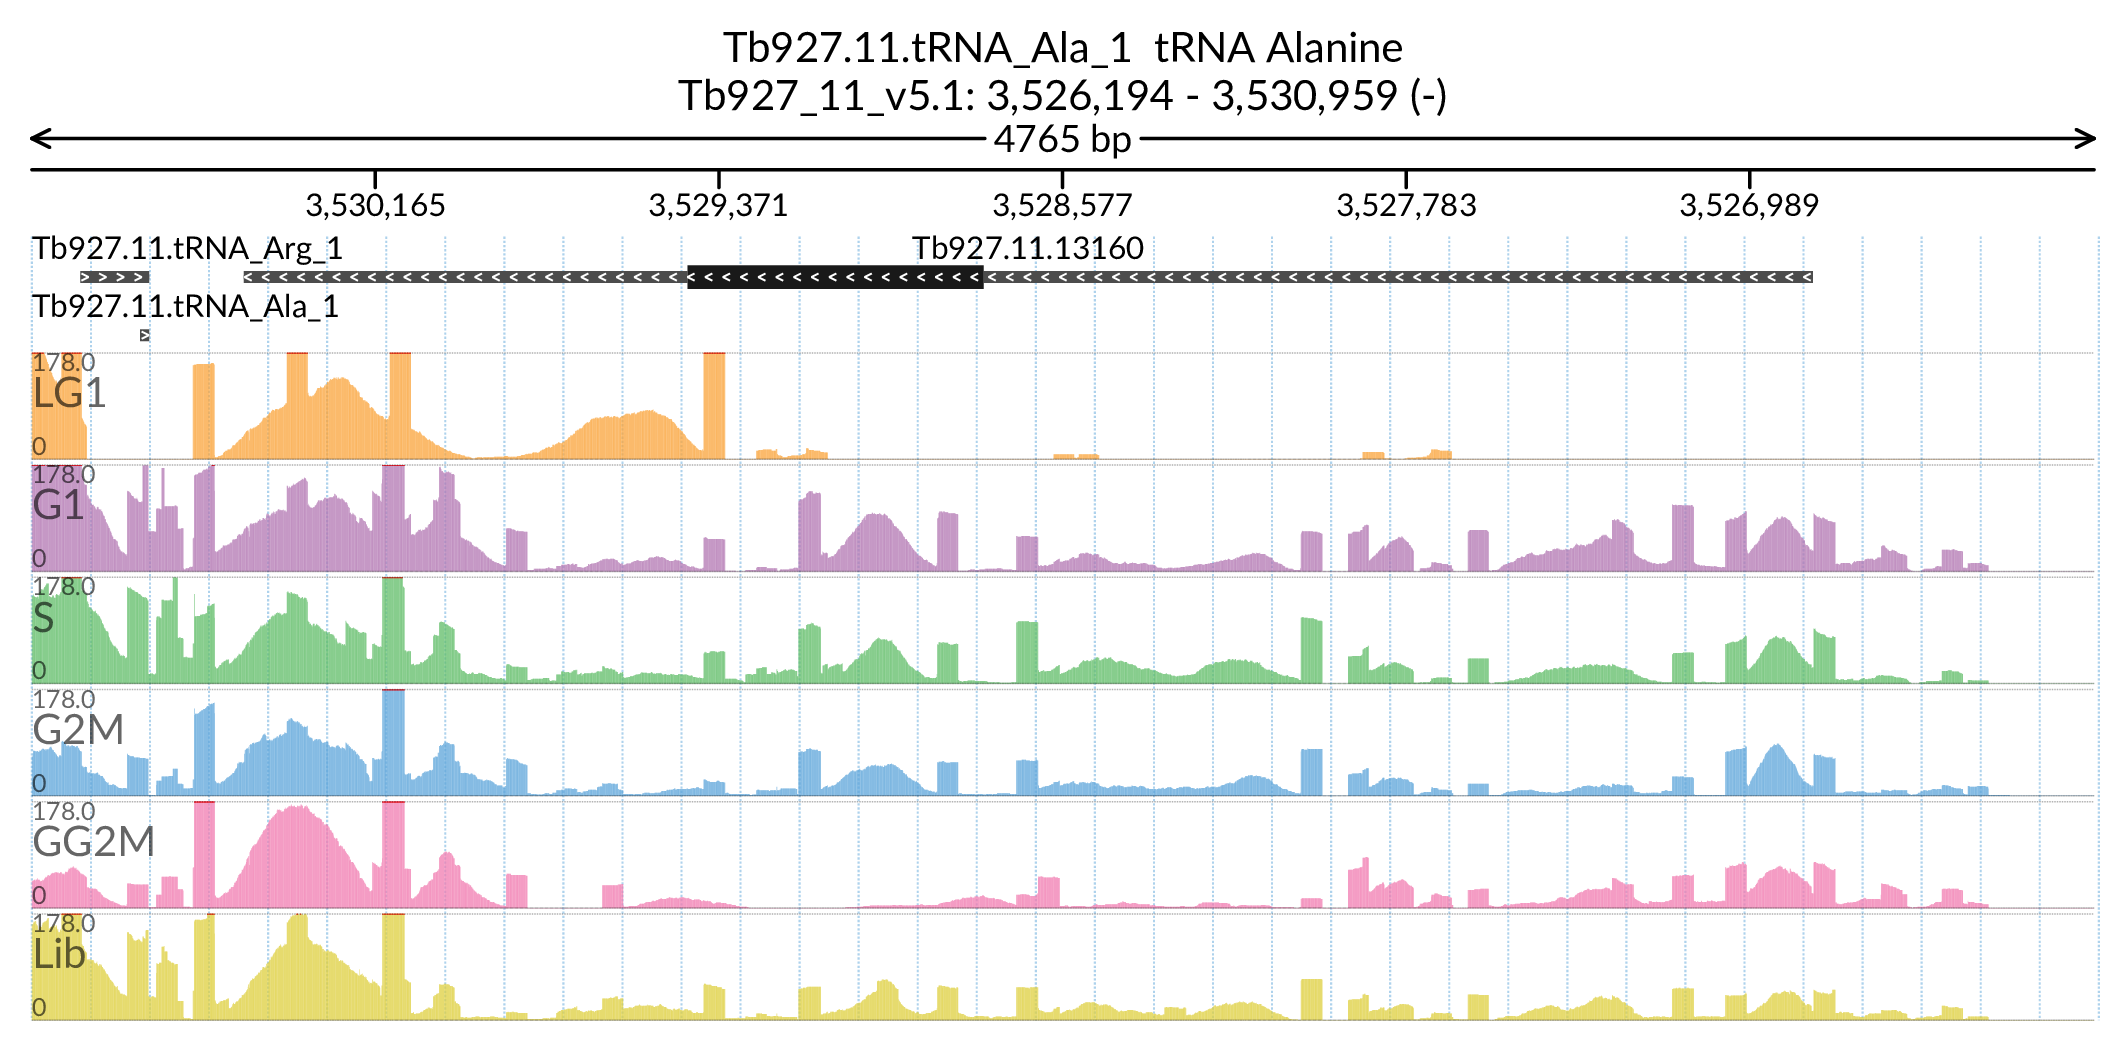 Tb927.11.tRNA_Ala_1  tRNA Alanine
Tb927_11_v5.1: 3,526,194 - 3,530,959 (-)
4765 bp
3,530,165 3,529,371 3,528,577 3,527,783 3,526,989
Tb927.11.tRNA_Arg_1 Tb927.11.13160
Tb927.11.tRNA_Ala_1
178.0
LG1
0
178.0
G1
0
178.0
S
0
178.0
G2M
0
178.0
GG2M
0
178.0
Lib
0